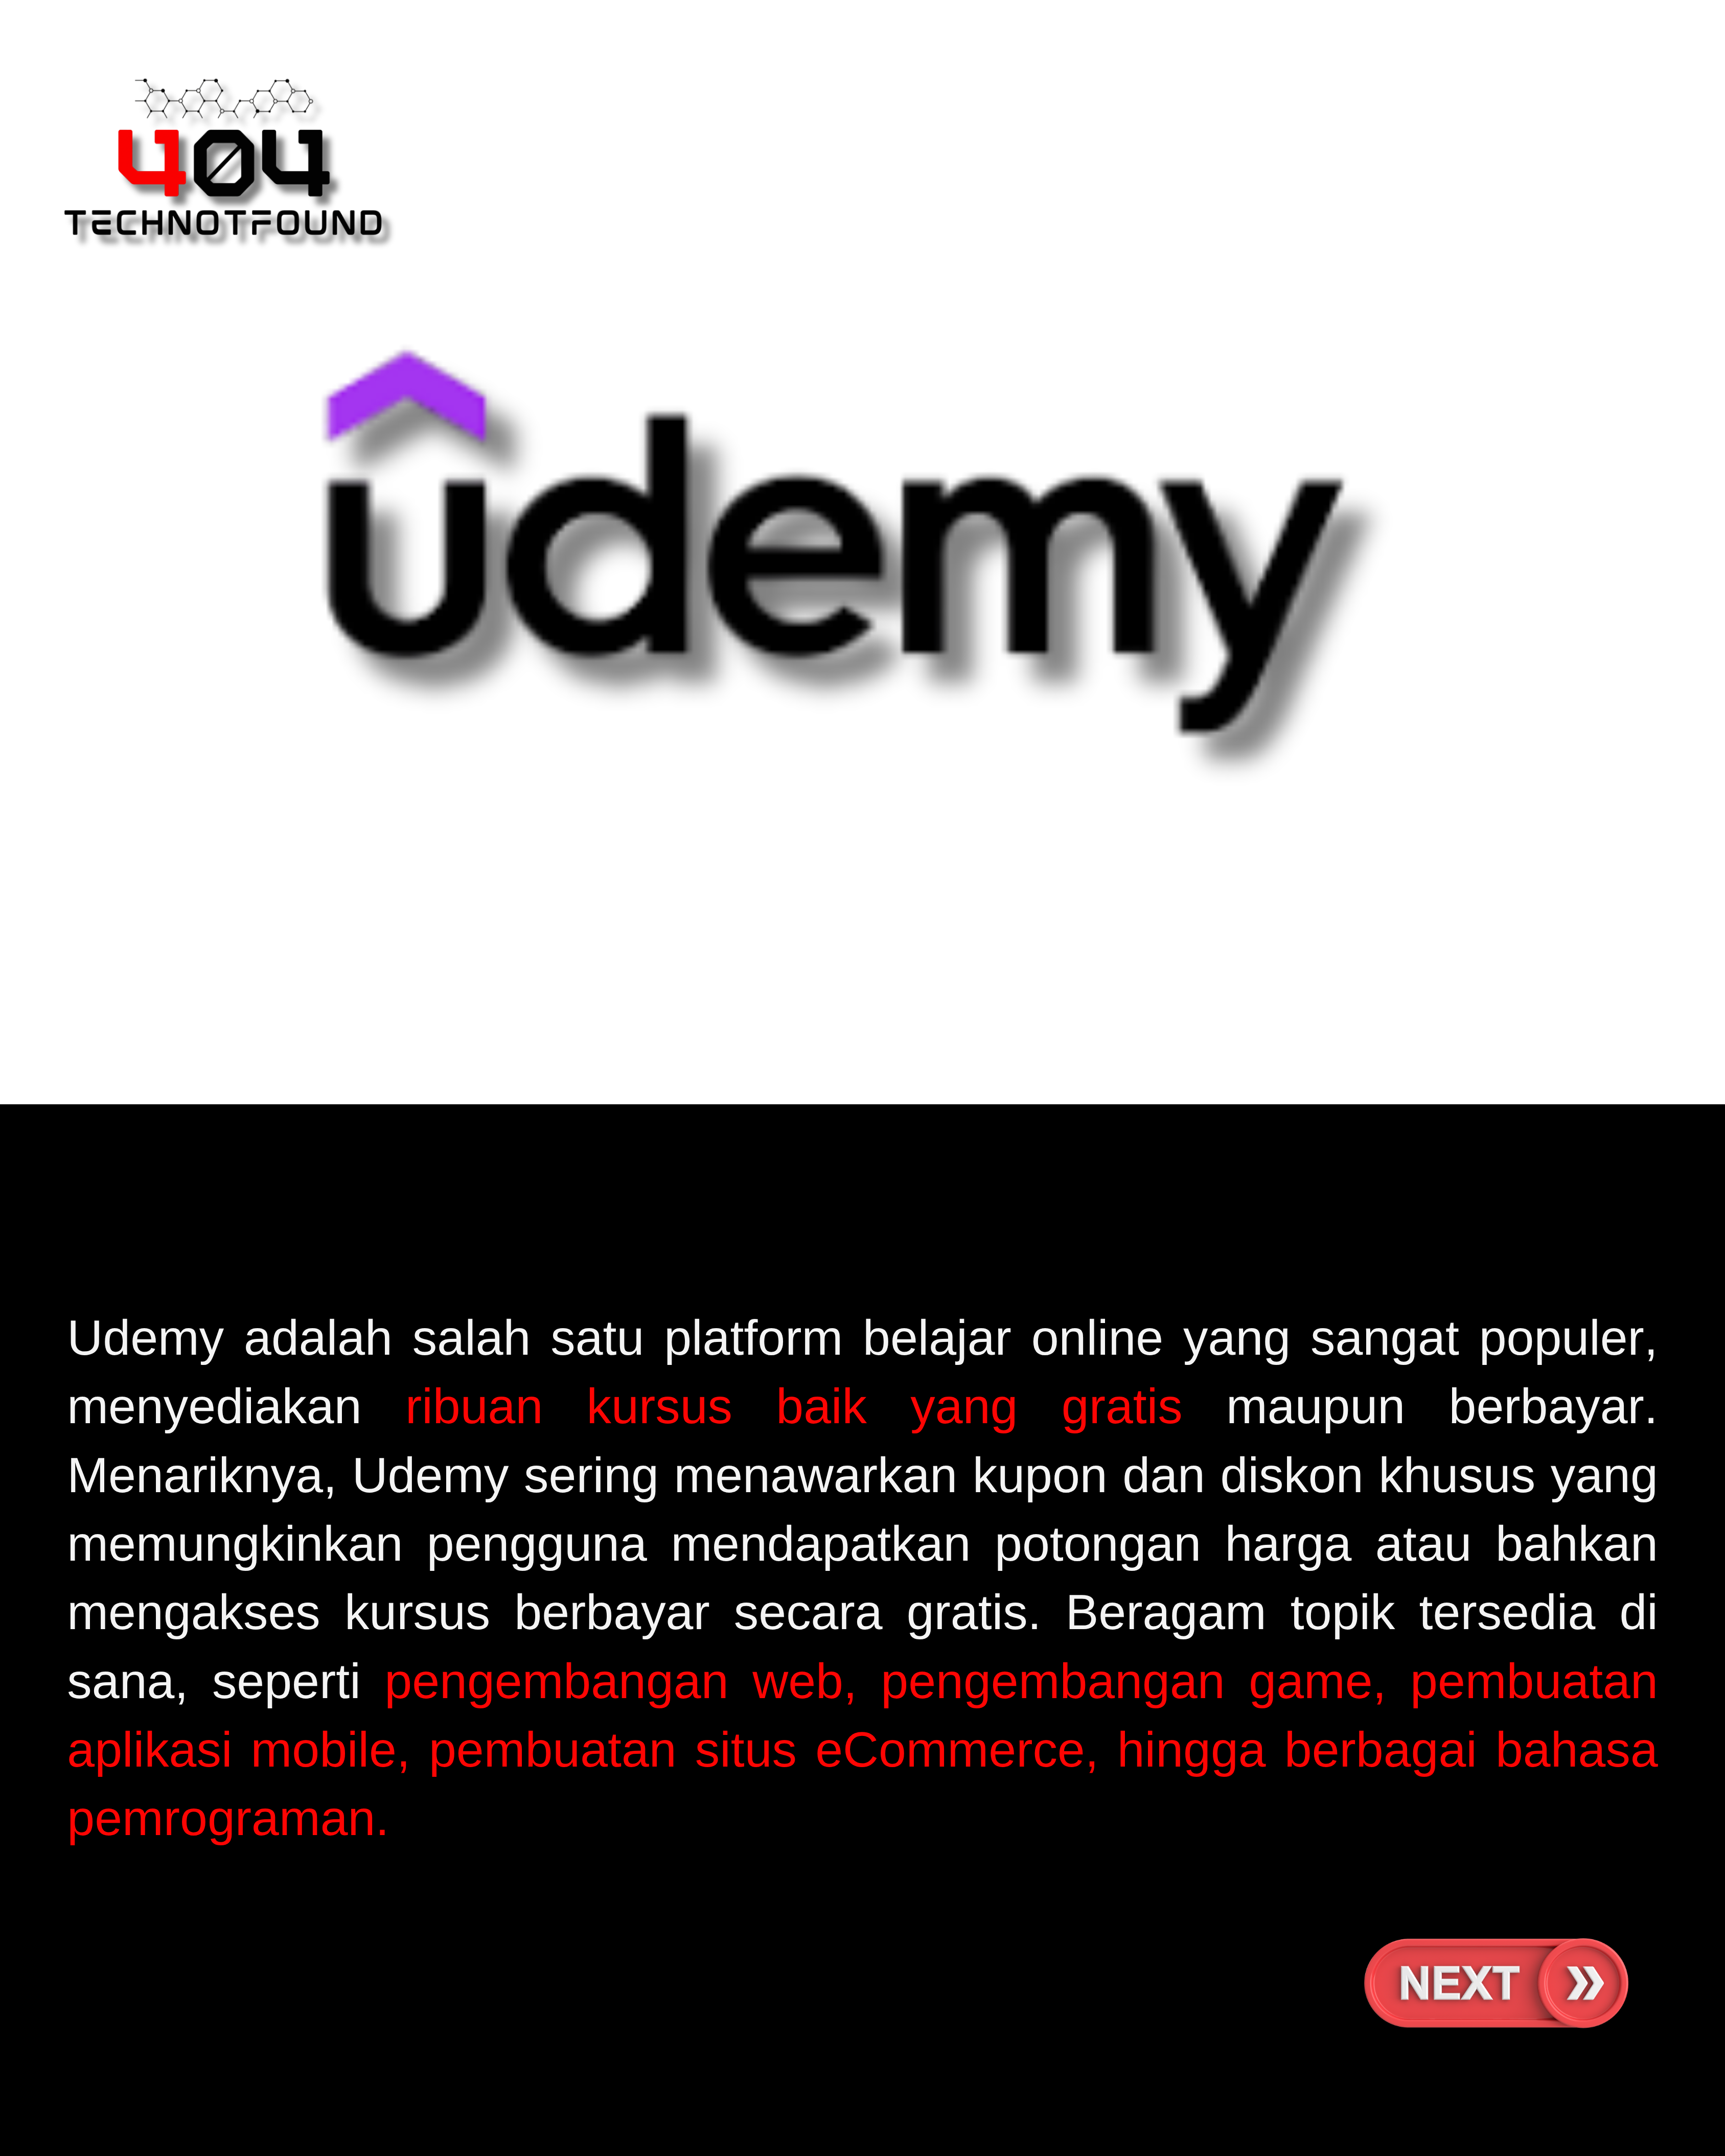 404
TECHNOTFOUND
udemy
Udemy adalah salah satu platform belajar online yang sangat populer,
menyediakan ribuan kursus baik yang gratis maupun berbayar.
Menariknya, Udemy sering menawarkan kupon dan diskon khusus yang
memungkinkan pengguna mendapatkan potongan harga atau bahkan
mengakses kursus berbayar secara gratis. Beragam topik tersedia di
sana, seperti pengembangan web, pengembangan game, pembuatan
aplikasi mobile, pembuatan situs eCommerce, hingga berbagai bahasa
pemrograman.
NEXT »